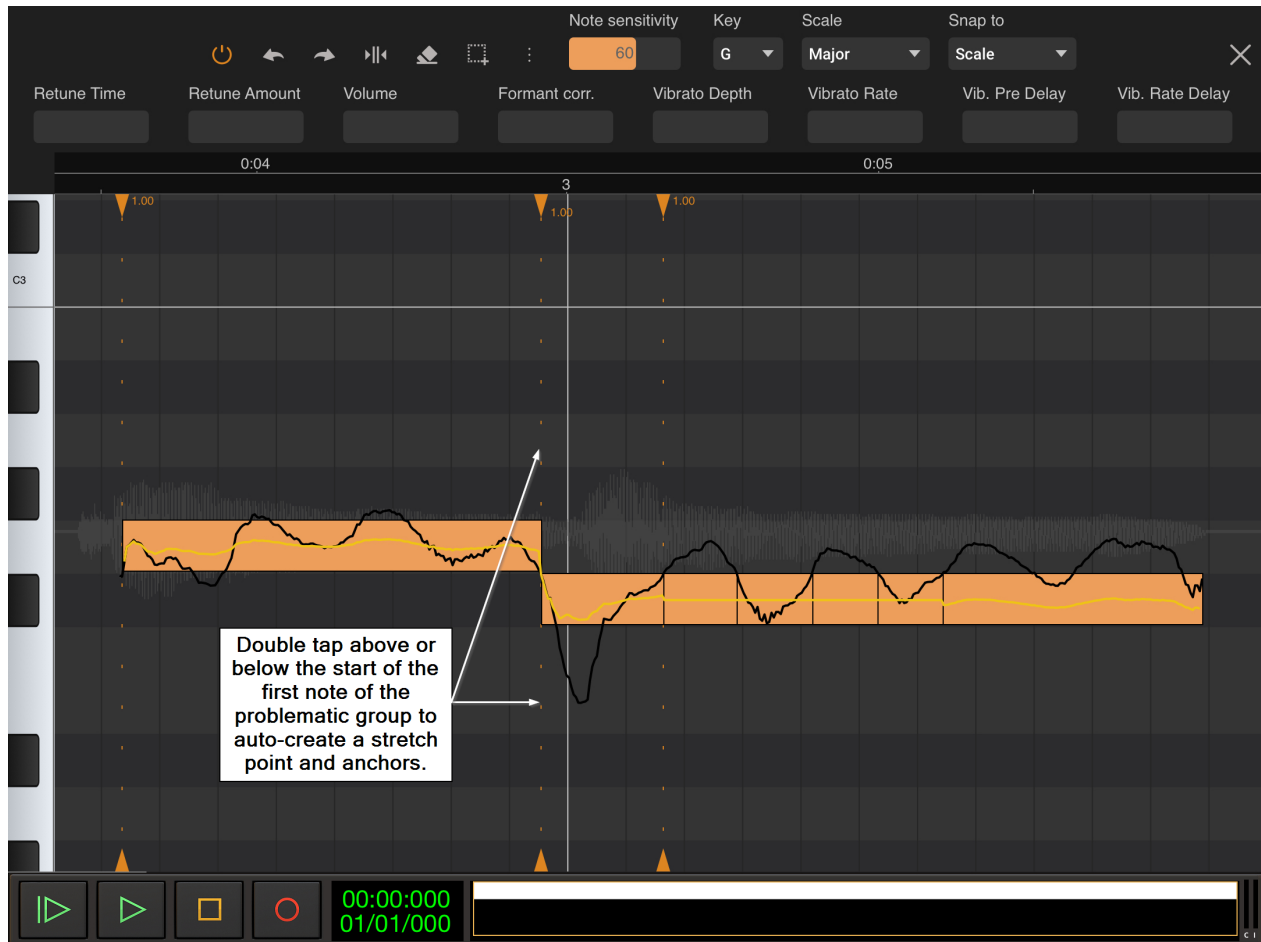 Note sensitivity Key Scale Snap to
60 G Major Scale
Retune Time Retune Amount Volume Formant corr. Vibrato Depth Vibrato Rate Vib. Pre Delay Vib. Rate Delay
0:04 0:05
3
1.00 1.00 1.00
C3
Double tap above or
below the start of the
first note of the
problematic group to
auto-create a stretch
point and anchors.
00:00:000
01/01/000
C I